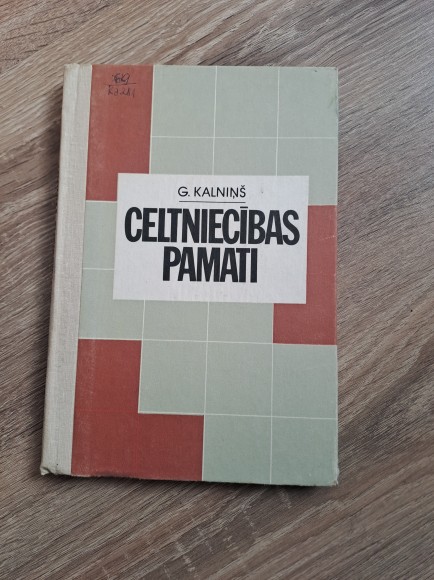 G. KALNIŅŠ
CELTNIECĪBAS
PAMATI